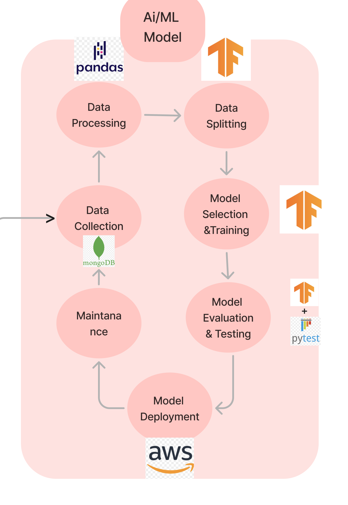 Ai/ML
Model
pandas
Data
Processing
Data
Splitting
Data
Collection
mongoDB
Model
Selection
&Training
Maintana
nce
Model
Evaluation
& Testing
+
pytest
Model
Deployment
aws